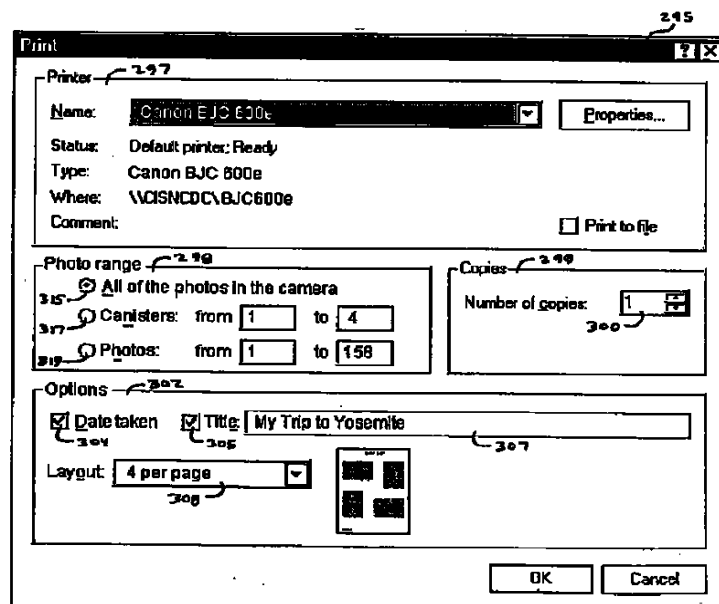 295
Print
Printer 297
Name: Canon BJC 600e Properties...
Status: Default printer; Ready
Type: Canon BJC 600e
Where: \\CISNCDC\BJC600e
Comment: Print to file
Photo range 298 Copies 299
315 All of the photos in the camera Number of copies: 1
317 Canisters: from 1 to 4 300
319 Photos: from 1 to 158
Options 302
Date taken Title: My Trip to Yosemite
304 305 307
Layout: 4 per page
308
OK Cancel